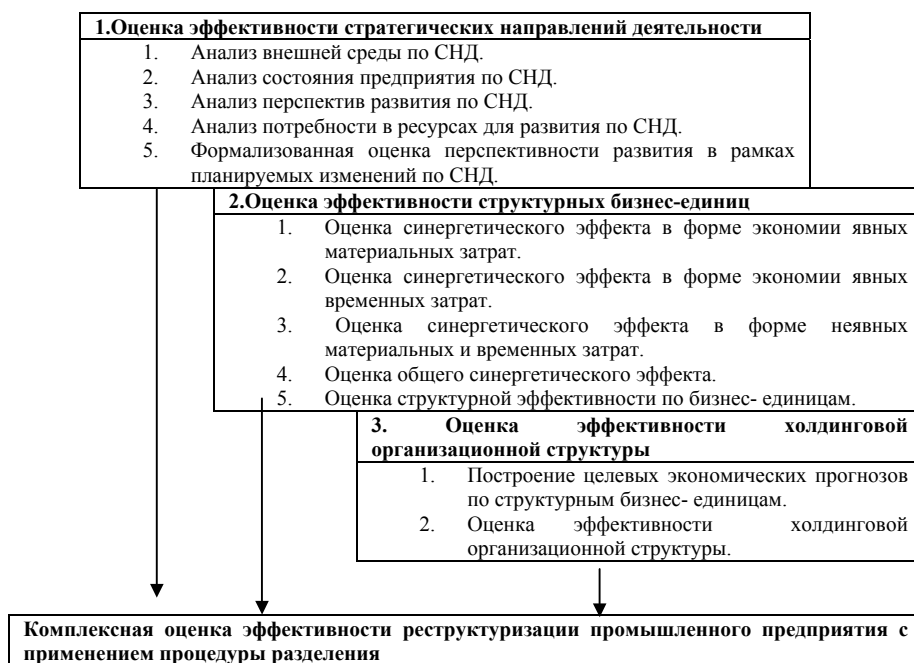 1.Оценка эффективности стратегических направлений деятельности
1. Анализ внешней среды по СНД.
2. Анализ состояния предприятия по СНД.
3. Анализ перспектив развития по СНД.
4. Анализ потребности в ресурсах для развития по СНД.
5. Формализованная оценка перспективности развития в рамках
планируемых изменений по СНД.
2.Оценка эффективности структурных бизнес-единиц
1. Оценка синергетического эффекта в форме экономии явных
материальных затрат.
2. Оценка синергетического эффекта в форме экономии явных
временных затрат.
3. Оценка синергетического эффекта в форме неявных
материальных и временных затрат.
4. Оценка общего синергетического эффекта.
5. Оценка структурной эффективности по бизнес- единицам.
3. Оценка эффективности холдинговой
организационной структуры
1. Построение целевых экономических прогнозов
по структурным бизнес- единицам.
2. Оценка эффективности холдинговой
организационной структуры.
Комплексная оценка эффективности реструктуризации промышленного предприятия с
применением процедуры разделения